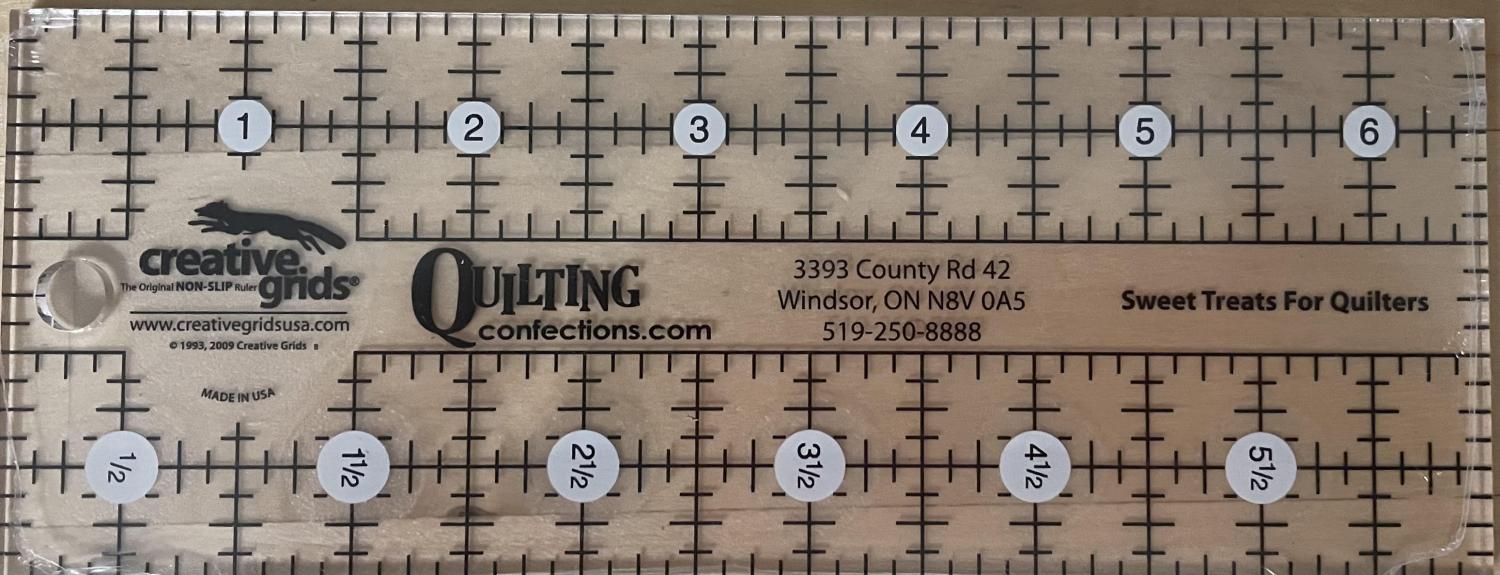 1 2 3 4 5 6
creative
grids®
The Original NON-SLIP Ruler
www.creativegridsusa.com
© 1993, 2009 Creative Grids
MADE IN USA
QUILTING
confections.com
3393 County Rd 42
Windsor, ON N8V 0A5
519-250-8888
Sweet Treats For Quilters
1/2 1½ 2½ 3½ 4½ 5½